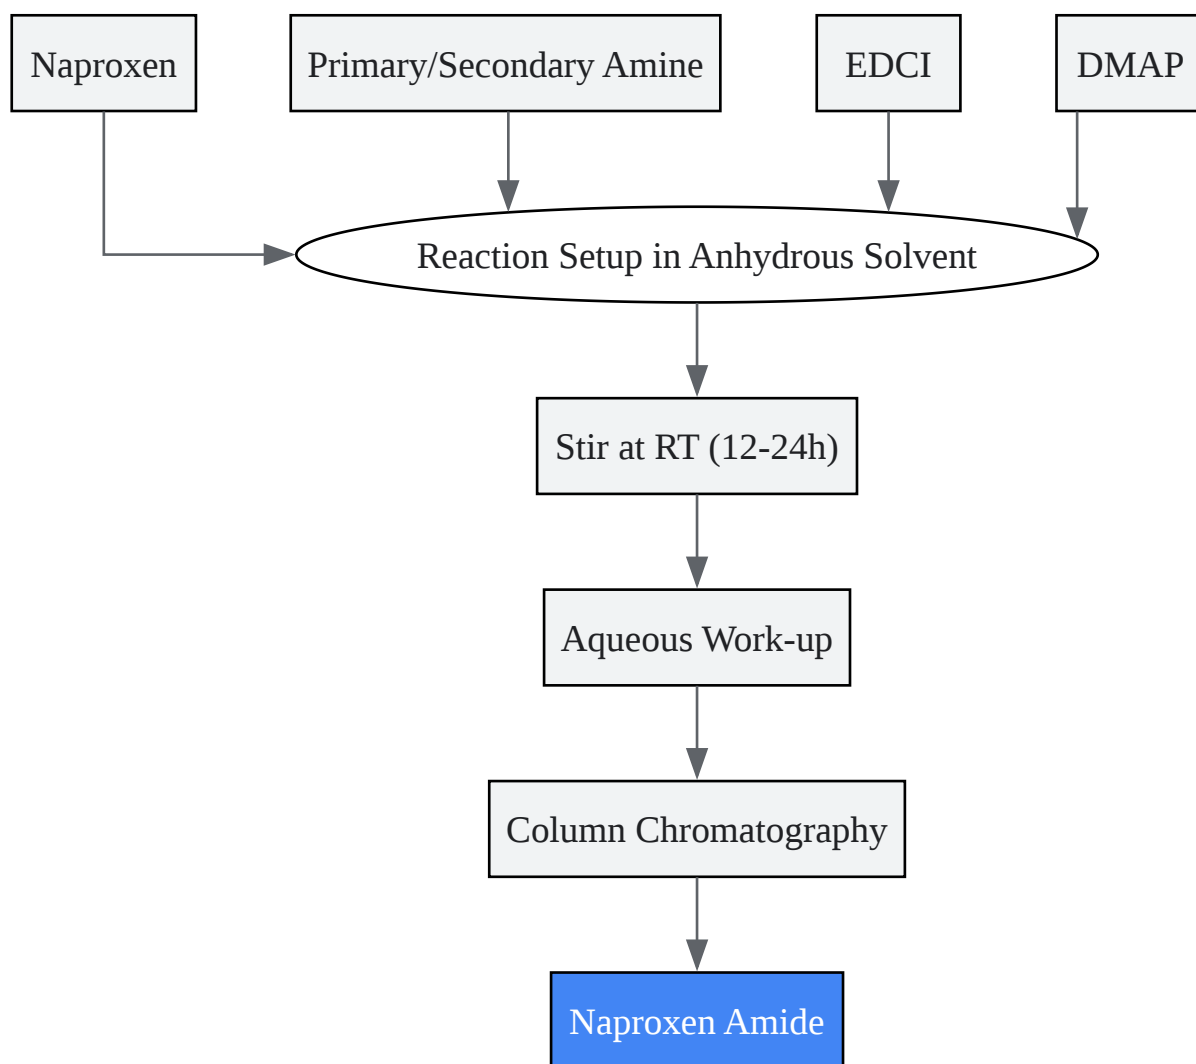 Naproxen
Primary/Secondary Amine
EDCI
DMAP
Reaction Setup in Anhydrous Solvent
Stir at RT (12-24h)
Aqueous Work-up
Column Chromatography
Naproxen Amide